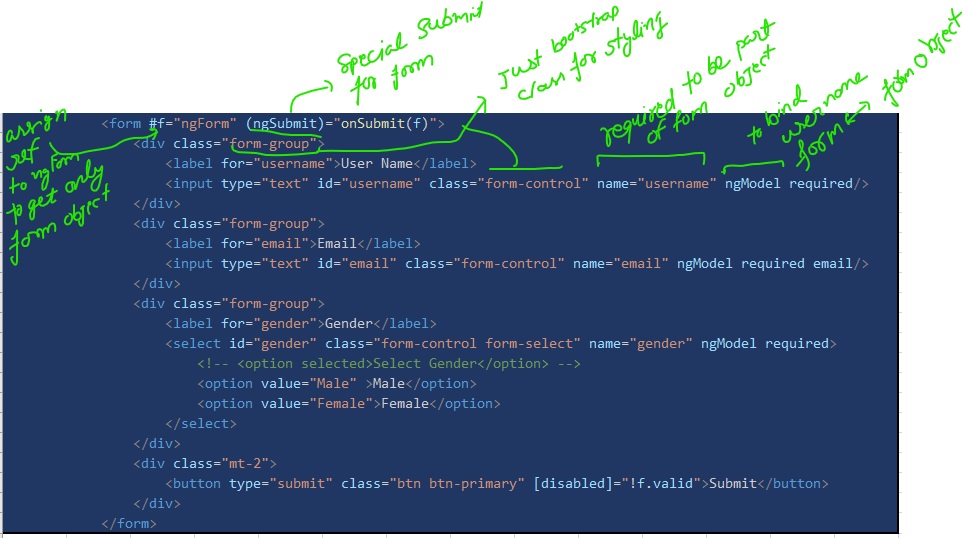 Special Submit
for form
Just bootstrap
class for styling
required to be part
of form object
to bind
username
form → form Object
assign
ref
to ngForm
to get only
form object
<form #f="ngForm" (ngSubmit)="onSubmit(f)">
<div class="form-group">
<label for="username">User Name</label>
<input type="text" id="username" class="form-control" name="username" ngModel required/>
</div>
<div class="form-group">
<label for="email">Email</label>
<input type="text" id="email" class="form-control" name="email" ngModel required email/>
</div>
<div class="form-group">
<label for="gender">Gender</label>
<select id="gender" class="form-control form-select" name="gender" ngModel required>
<!-- <option selected>Select Gender</option> -->
<option value="Male" >Male</option>
<option value="Female">Female</option>
</select>
</div>
<div class="mt-2">
<button type="submit" class="btn btn-primary" [disabled]="!f.valid">Submit</button>
</div>
</form>